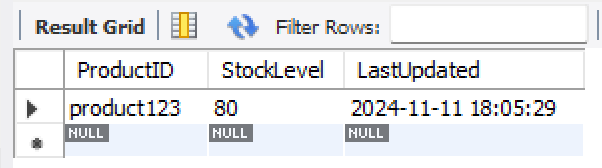 Result Grid Filter Rows:
ProductID StockLevel LastUpdated
product123 80 2024-11-11 18:05:29
NULL NULL NULL